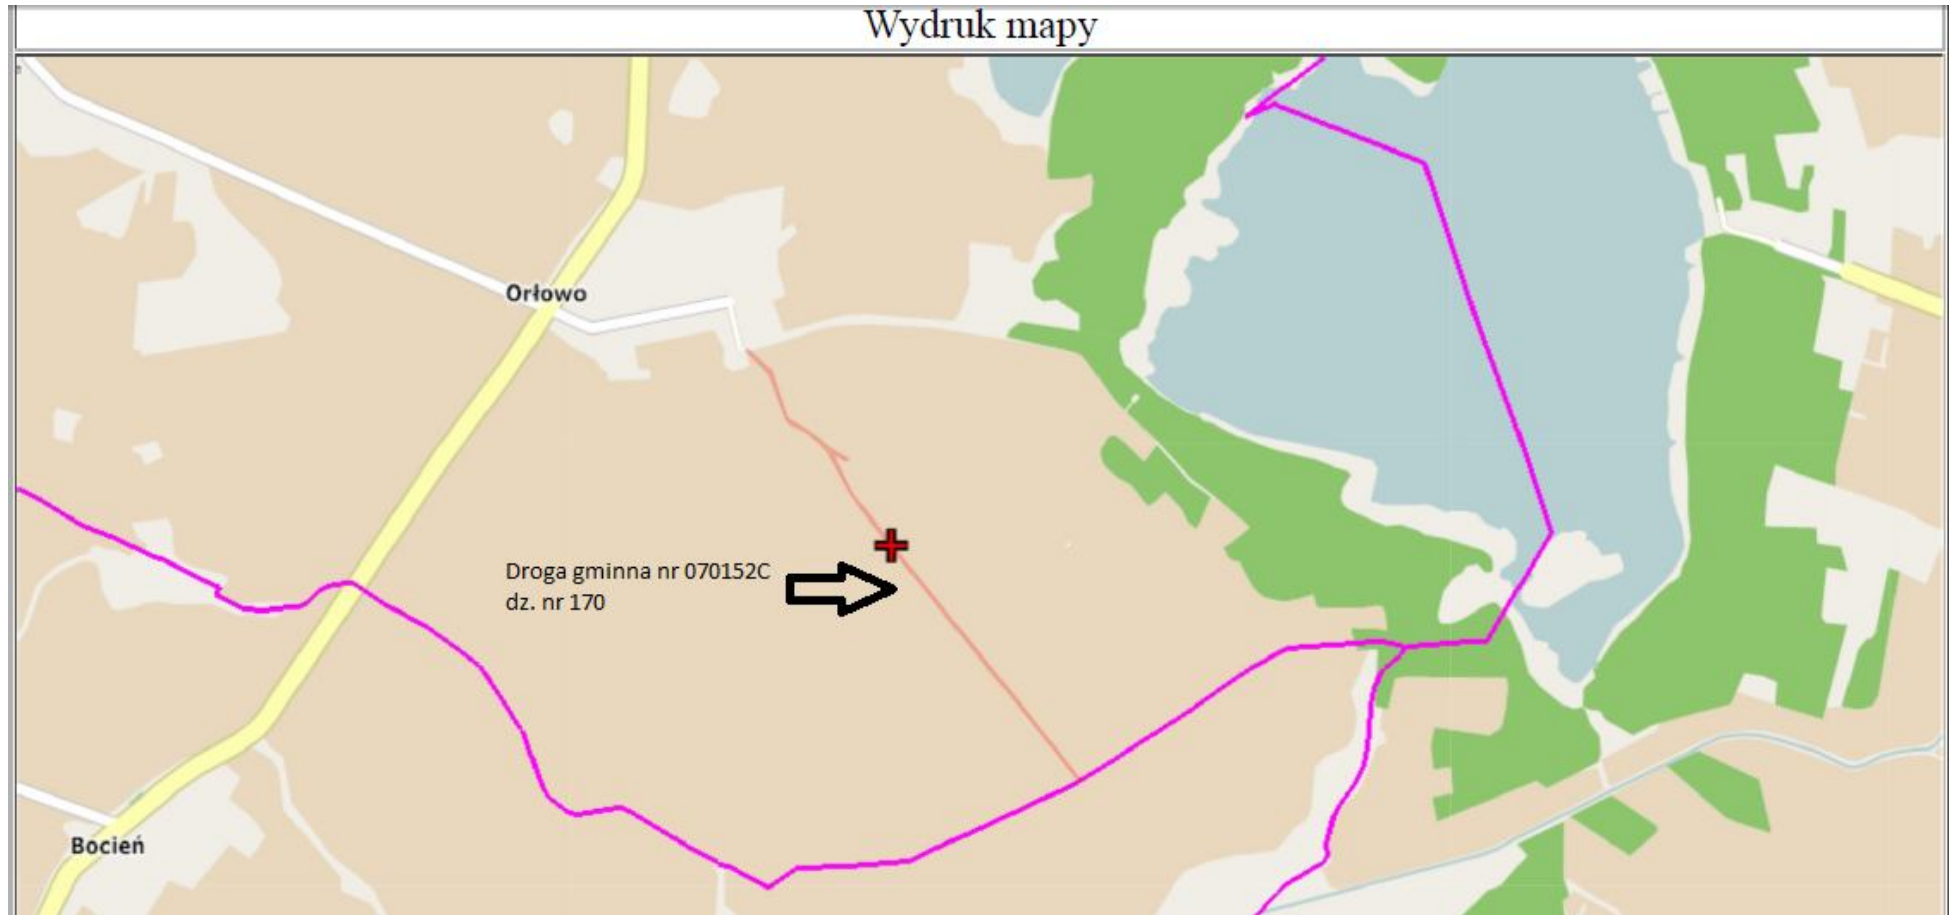 Wydruk mapy
Orłowo
Droga gminna nr 070152C
dz. nr 170
Bocień